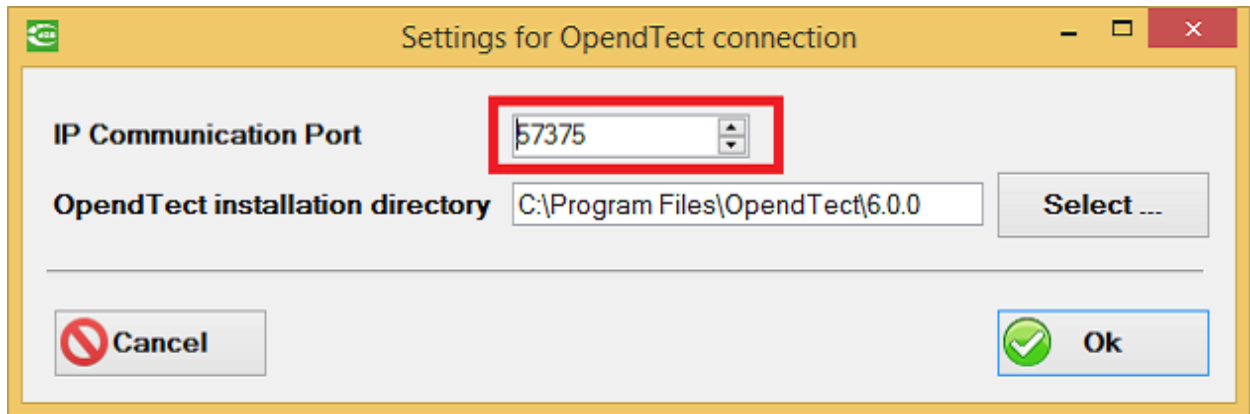 Settings for OpendTect connection
IP Communication Port 57375
OpendTect installation directory C:\Program Files\OpendTect\6.0.0 Select ...
Cancel Ok